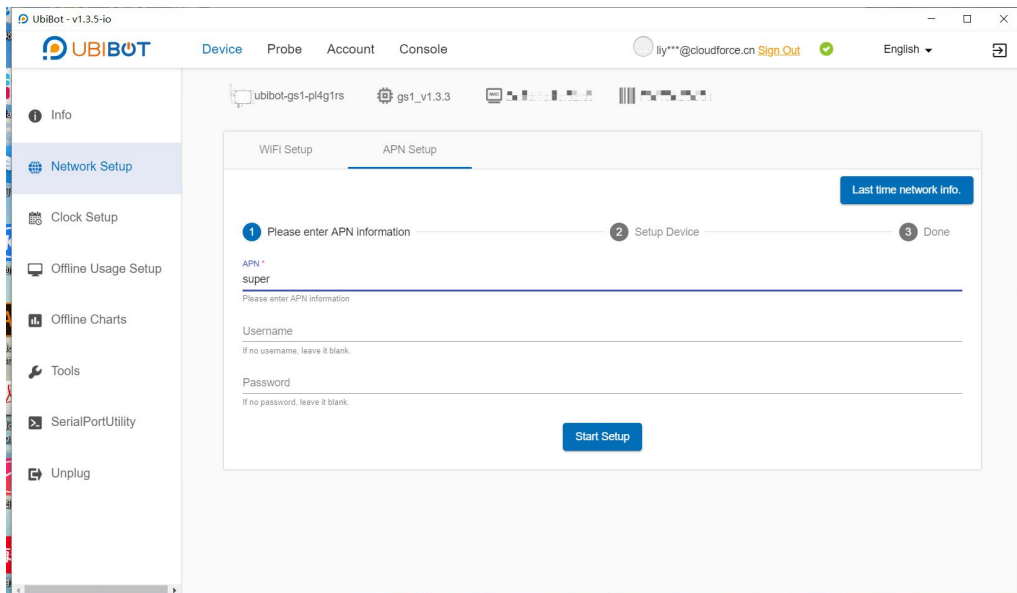 UbiBot - v1.3.5-io
UBIBOT
Device Probe Account Console liy***@cloudforce.cn Sign Out English
ubibot-gs1-pl4g1rs gs1_v1.3.3 MAC
Info
Network Setup
Clock Setup
Offline Usage Setup
Offline Charts
Tools
SerialPortUtility
Unplug
WiFi Setup APN Setup
Last time network info.
1 Please enter APN information 2 Setup Device 3 Done
APN *
super
Please enter APN information
Username
If no username, leave it blank.
Password
If no password, leave it blank.
Start Setup